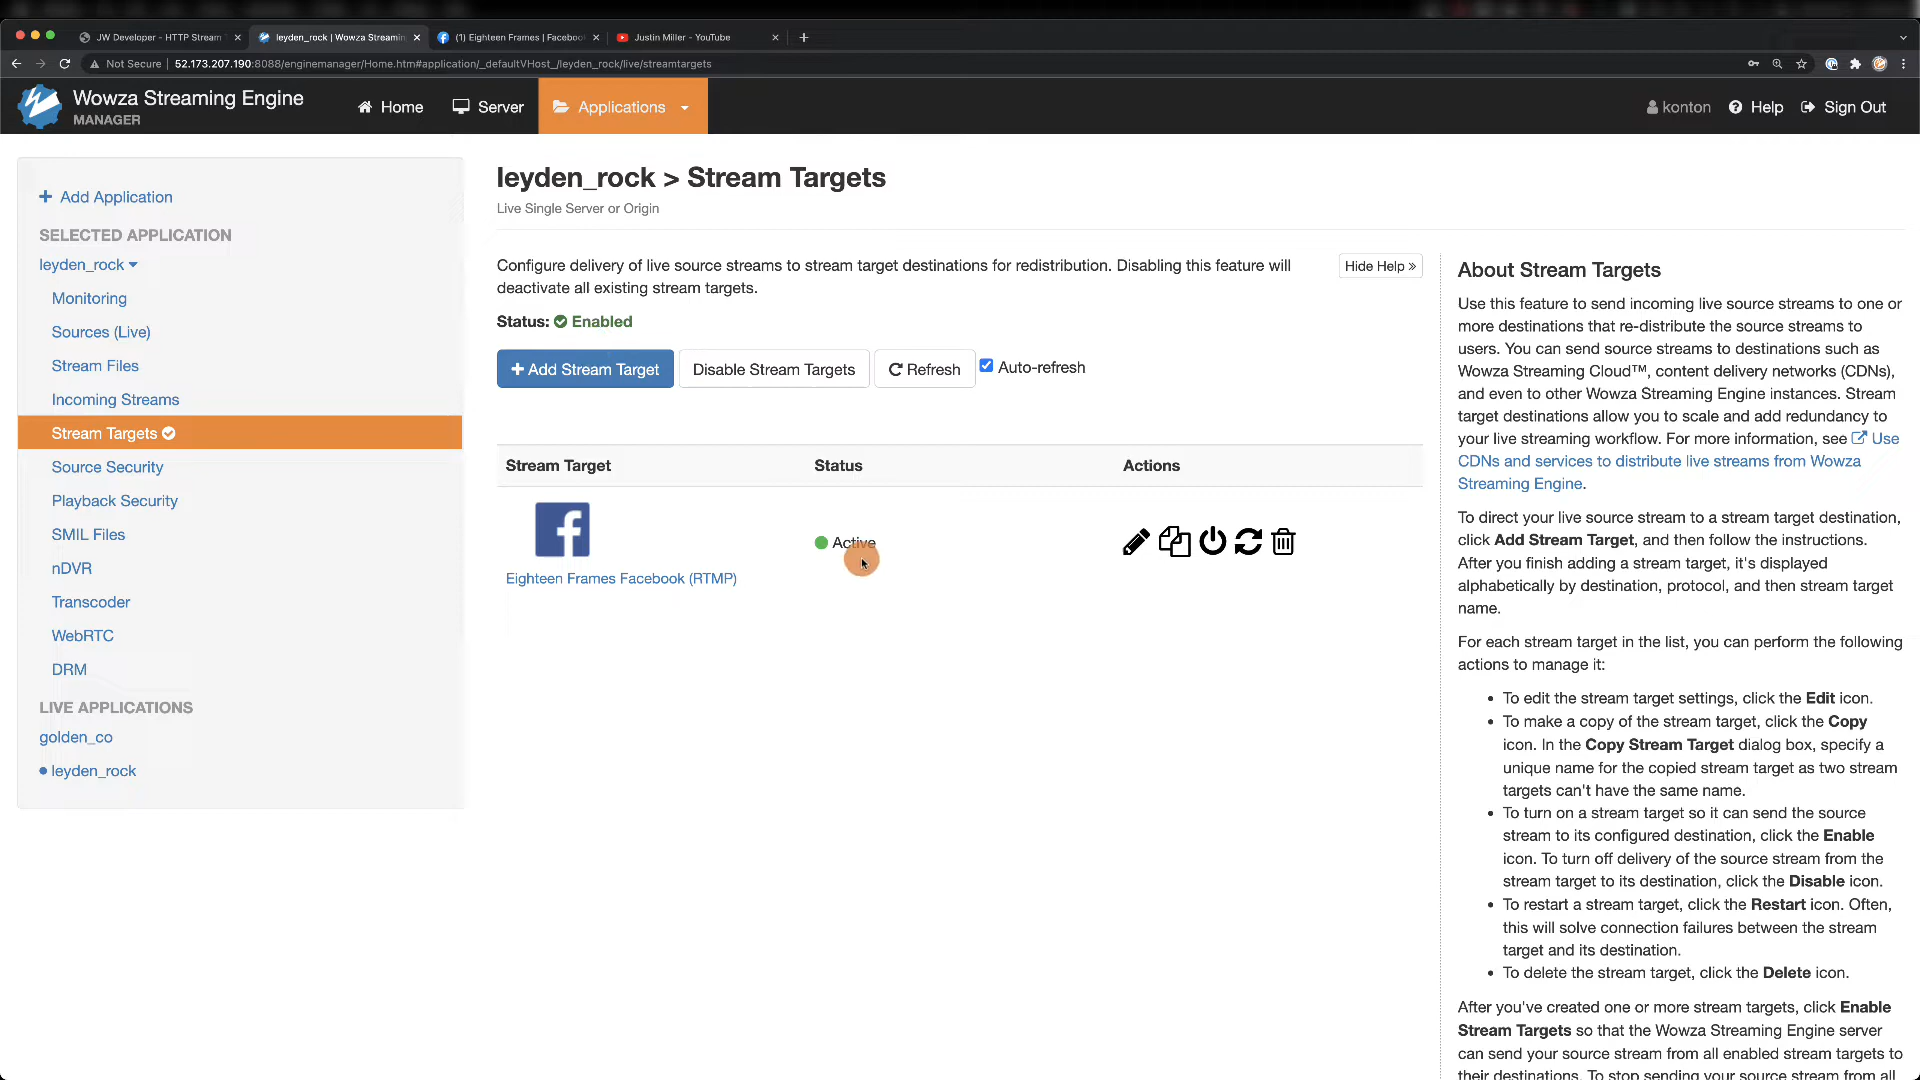 JW Developer - HTTP Stream
leyden_rock | Wowza Streamin
(1) Eighteen Frames | Faceboo
Justin Miller - YouTube
Not Secure | 52.173.207.190:8088/enginemanager/Home.htm#application/_defaultVHost_/leyden_rock/live/streamtargets
Wowza Streaming Engine
MANAGER
Home
Server
Applications
konton
Help
Sign Out
Add Application
SELECTED APPLICATION
leyden_rock
Monitoring
Sources (Live)
Stream Files
Incoming Streams
Stream Targets
Source Security
Playback Security
SMIL Files
nDVR
Transcoder
WebRTC
DRM
LIVE APPLICATIONS
golden_co
leyden_rock
leyden_rock > Stream Targets
Live Single Server or Origin
Configure delivery of live source streams to stream target destinations for redistribution. Disabling this feature will
deactivate all existing stream targets.
Hide Help »
Status: Enabled
+ Add Stream Target
Disable Stream Targets
Refresh
Auto-refresh
Stream Target
Status
Actions
Active
Eighteen Frames Facebook (RTMP)
About Stream Targets
Use this feature to send incoming live source streams to one or
more destinations that re-distribute the source streams to
users. You can send source streams to destinations such as
Wowza Streaming Cloud™, content delivery networks (CDNs),
and even to other Wowza Streaming Engine instances. Stream
target destinations allow you to scale and add redundancy to
your live streaming workflow. For more information, see Use
CDNs and services to distribute live streams from Wowza
Streaming Engine.
To direct your live source stream to a stream target destination,
click Add Stream Target, and then follow the instructions.
After you finish adding a stream target, it's displayed
alphabetically by destination, protocol, and then stream target
name.
For each stream target in the list, you can perform the following
actions to manage it:
• To edit the stream target settings, click the Edit icon.
• To make a copy of the stream target, click the Copy
icon. In the Copy Stream Target dialog box, specify a
unique name for the copied stream target as two stream
targets can't have the same name.
• To turn on a stream target so it can send the source
stream to its configured destination, click the Enable
icon. To turn off delivery of the source stream from the
stream target to its destination, click the Disable icon.
• To restart a stream target, click the Restart icon. Often,
this will solve connection failures between the stream
target and its destination.
• To delete the stream target, click the Delete icon.
After you've created one or more stream targets, click Enable
Stream Targets so that the Wowza Streaming Engine server
can send your source stream from all enabled stream targets to
their destinations. To stop sending your source stream from all